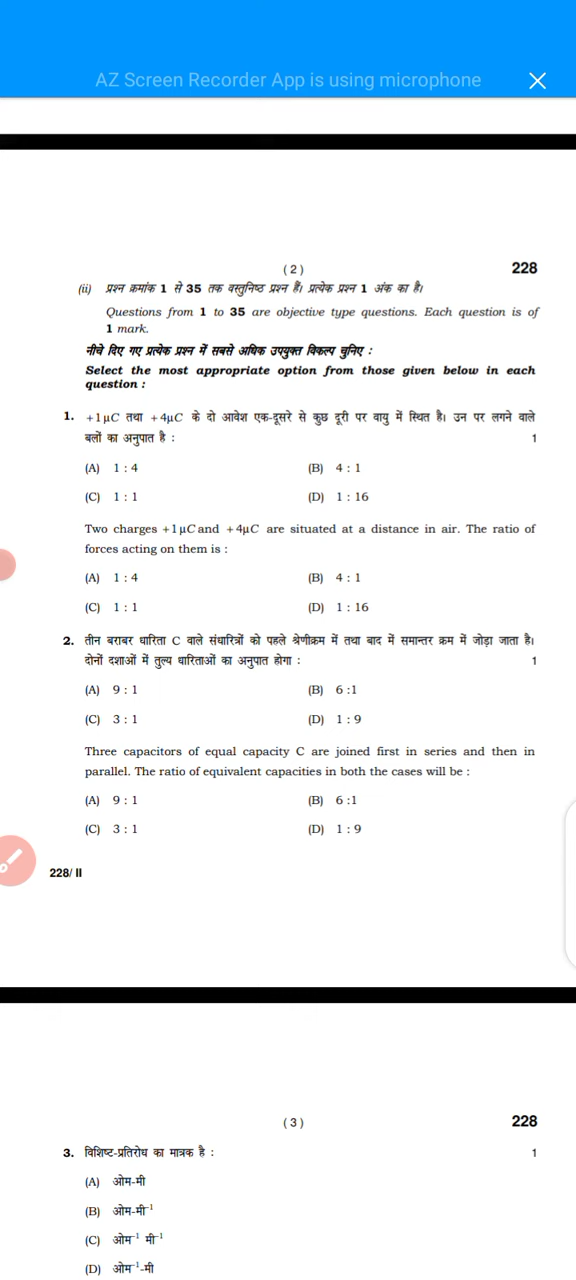 AZ Screen Recorder App is using microphone
( 2 )
228
(ii) प्रश्न क्रमांक 1 से 35 तक वस्तुनिष्ठ प्रश्न हैं। प्रत्येक प्रश्न 1 अंक का है।
Questions from 1 to 35 are objective type questions. Each question is of
1 mark.
नीचे दिए गए प्रत्येक प्रश्न में सबसे अधिक उपयुक्त विकल्प चुनिए :
Select the most appropriate option from those given below in each
question :
1. +1μC तथा +4μC के दो आवेश एक-दूसरे से कुछ दूरी पर वायु में स्थित है। उन पर लगने वाले
बलों का अनुपात है : 1
(A) 1 : 4 (B) 4 : 1
(C) 1 : 1 (D) 1 : 16
Two charges +1μC and +4μC are situated at a distance in air. The ratio of
forces acting on them is :
(A) 1 : 4 (B) 4 : 1
(C) 1 : 1 (D) 1 : 16
2. तीन बराबर धारिता C वाले संधारित्रों को पहले श्रेणीक्रम में तथा बाद में समान्तर क्रम में जोड़ा जाता है।
दोनों दशाओं में तुल्य धारिताओं का अनुपात होगा : 1
(A) 9 : 1 (B) 6 :1
(C) 3 : 1 (D) 1 : 9
Three capacitors of equal capacity C are joined first in series and then in
parallel. The ratio of equivalent capacities in both the cases will be :
(A) 9 : 1 (B) 6 :1
(C) 3 : 1 (D) 1 : 9
228/ II
( 3 )
228
3. विशिष्ट-प्रतिरोध का मात्रक है : 1
(A) ओम-मी
(B) ओम-मी⁻¹
(C) ओम⁻¹ मी⁻¹
(D) ओम⁻¹-मी